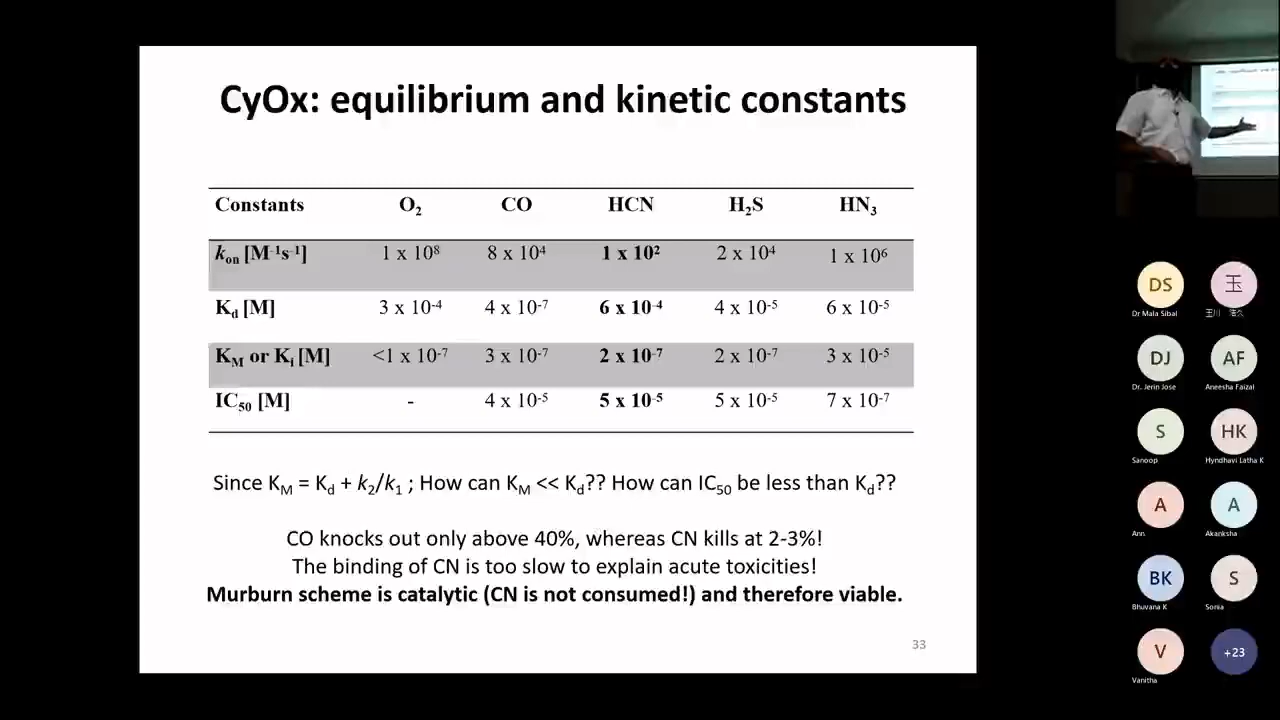 CyOx: equilibrium and kinetic constants
Constants O₂ CO HCN H₂S HN₃
kₒₙ [M⁻¹s⁻¹] 1 x 10⁸ 8 x 10⁴ 1 x 10² 2 x 10⁴ 1 x 10⁶
K_d [M] 3 x 10⁻⁴ 4 x 10⁻⁷ 6 x 10⁻⁴ 4 x 10⁻⁵ 6 x 10⁻⁵
K_M or K_i [M] <1 x 10⁻⁷ 3 x 10⁻⁷ 2 x 10⁻⁷ 2 x 10⁻⁷ 3 x 10⁻⁵
IC₅₀ [M] - 4 x 10⁻⁵ 5 x 10⁻⁵ 5 x 10⁻⁵ 7 x 10⁻⁷
Since K_M = K_d + k₂/k₁ ; How can K_M << K_d?? How can IC₅₀ be less than K_d??
CO knocks out only above 40%, whereas CN kills at 2-3%!
The binding of CN is too slow to explain acute toxicities!
Murburn scheme is catalytic (CN is not consumed!) and therefore viable.
33
DS 玉
Dr Mala Sibal 玉川
DJ AF
Dr. Jerin Jose Aneesha Faizal
S HK
Sanoop Hyndhavi Latha K
A A
Ann Akanksha
BK S
Bhuvana K Sonia
V +23
Vanitha